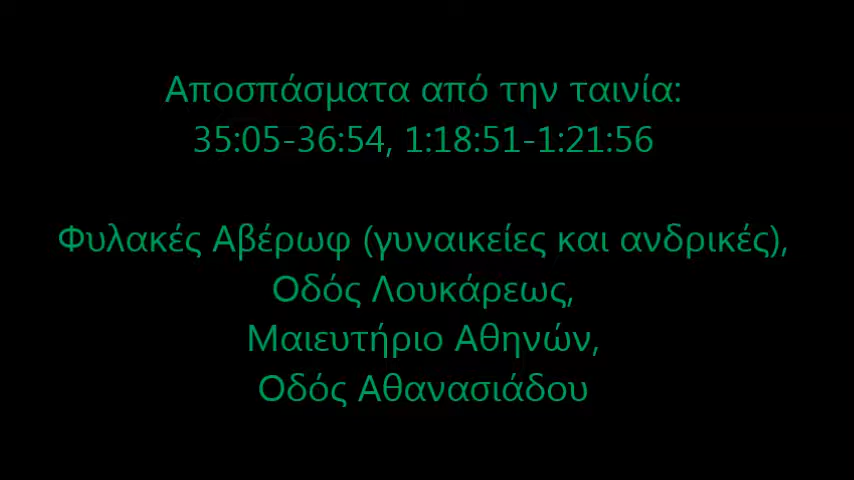 Αποσπάσματα από την ταινία:
35:05-36:54, 1:18:51-1:21:56
Φυλακές Αβέρωφ (γυναικείες και ανδρικές),
Οδός Λουκάρεως,
Μαιευτήριο Αθηνών,
Οδός Αθανασιάδου